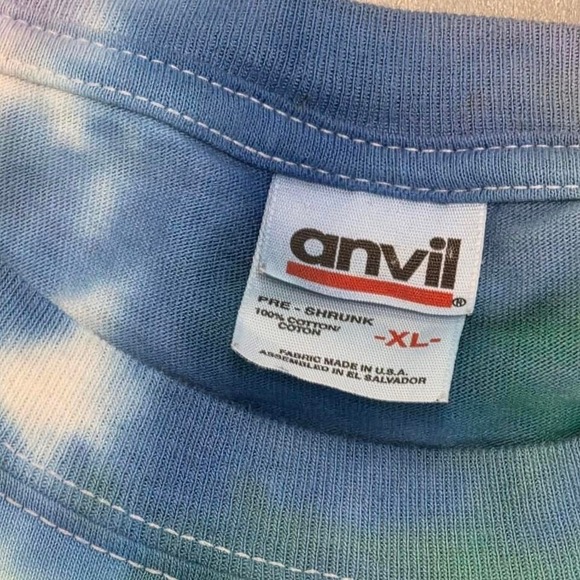 anvil®
PRE-SHRUNK
100% COTTON/
COTON
-XL-
FABRIC MADE IN U.S.A.
ASSEMBLED IN EL SALVADOR